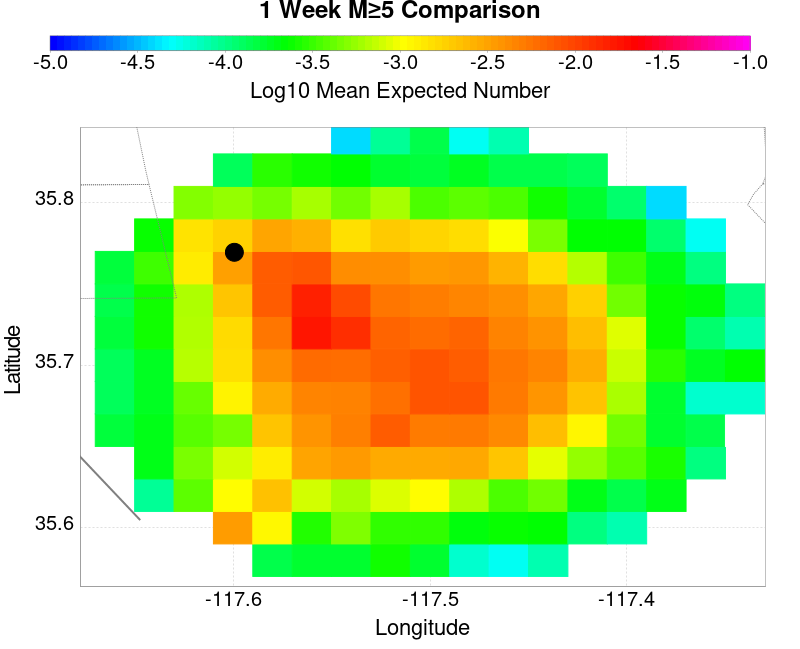 1 Week M≥5 Comparison
-5.0 -4.5 -4.0 -3.5 -3.0 -2.5 -2.0 -1.5 -1.0
Log10 Mean Expected Number
35.8
35.7
35.6
Latitude
-117.6 -117.5 -117.4
Longitude